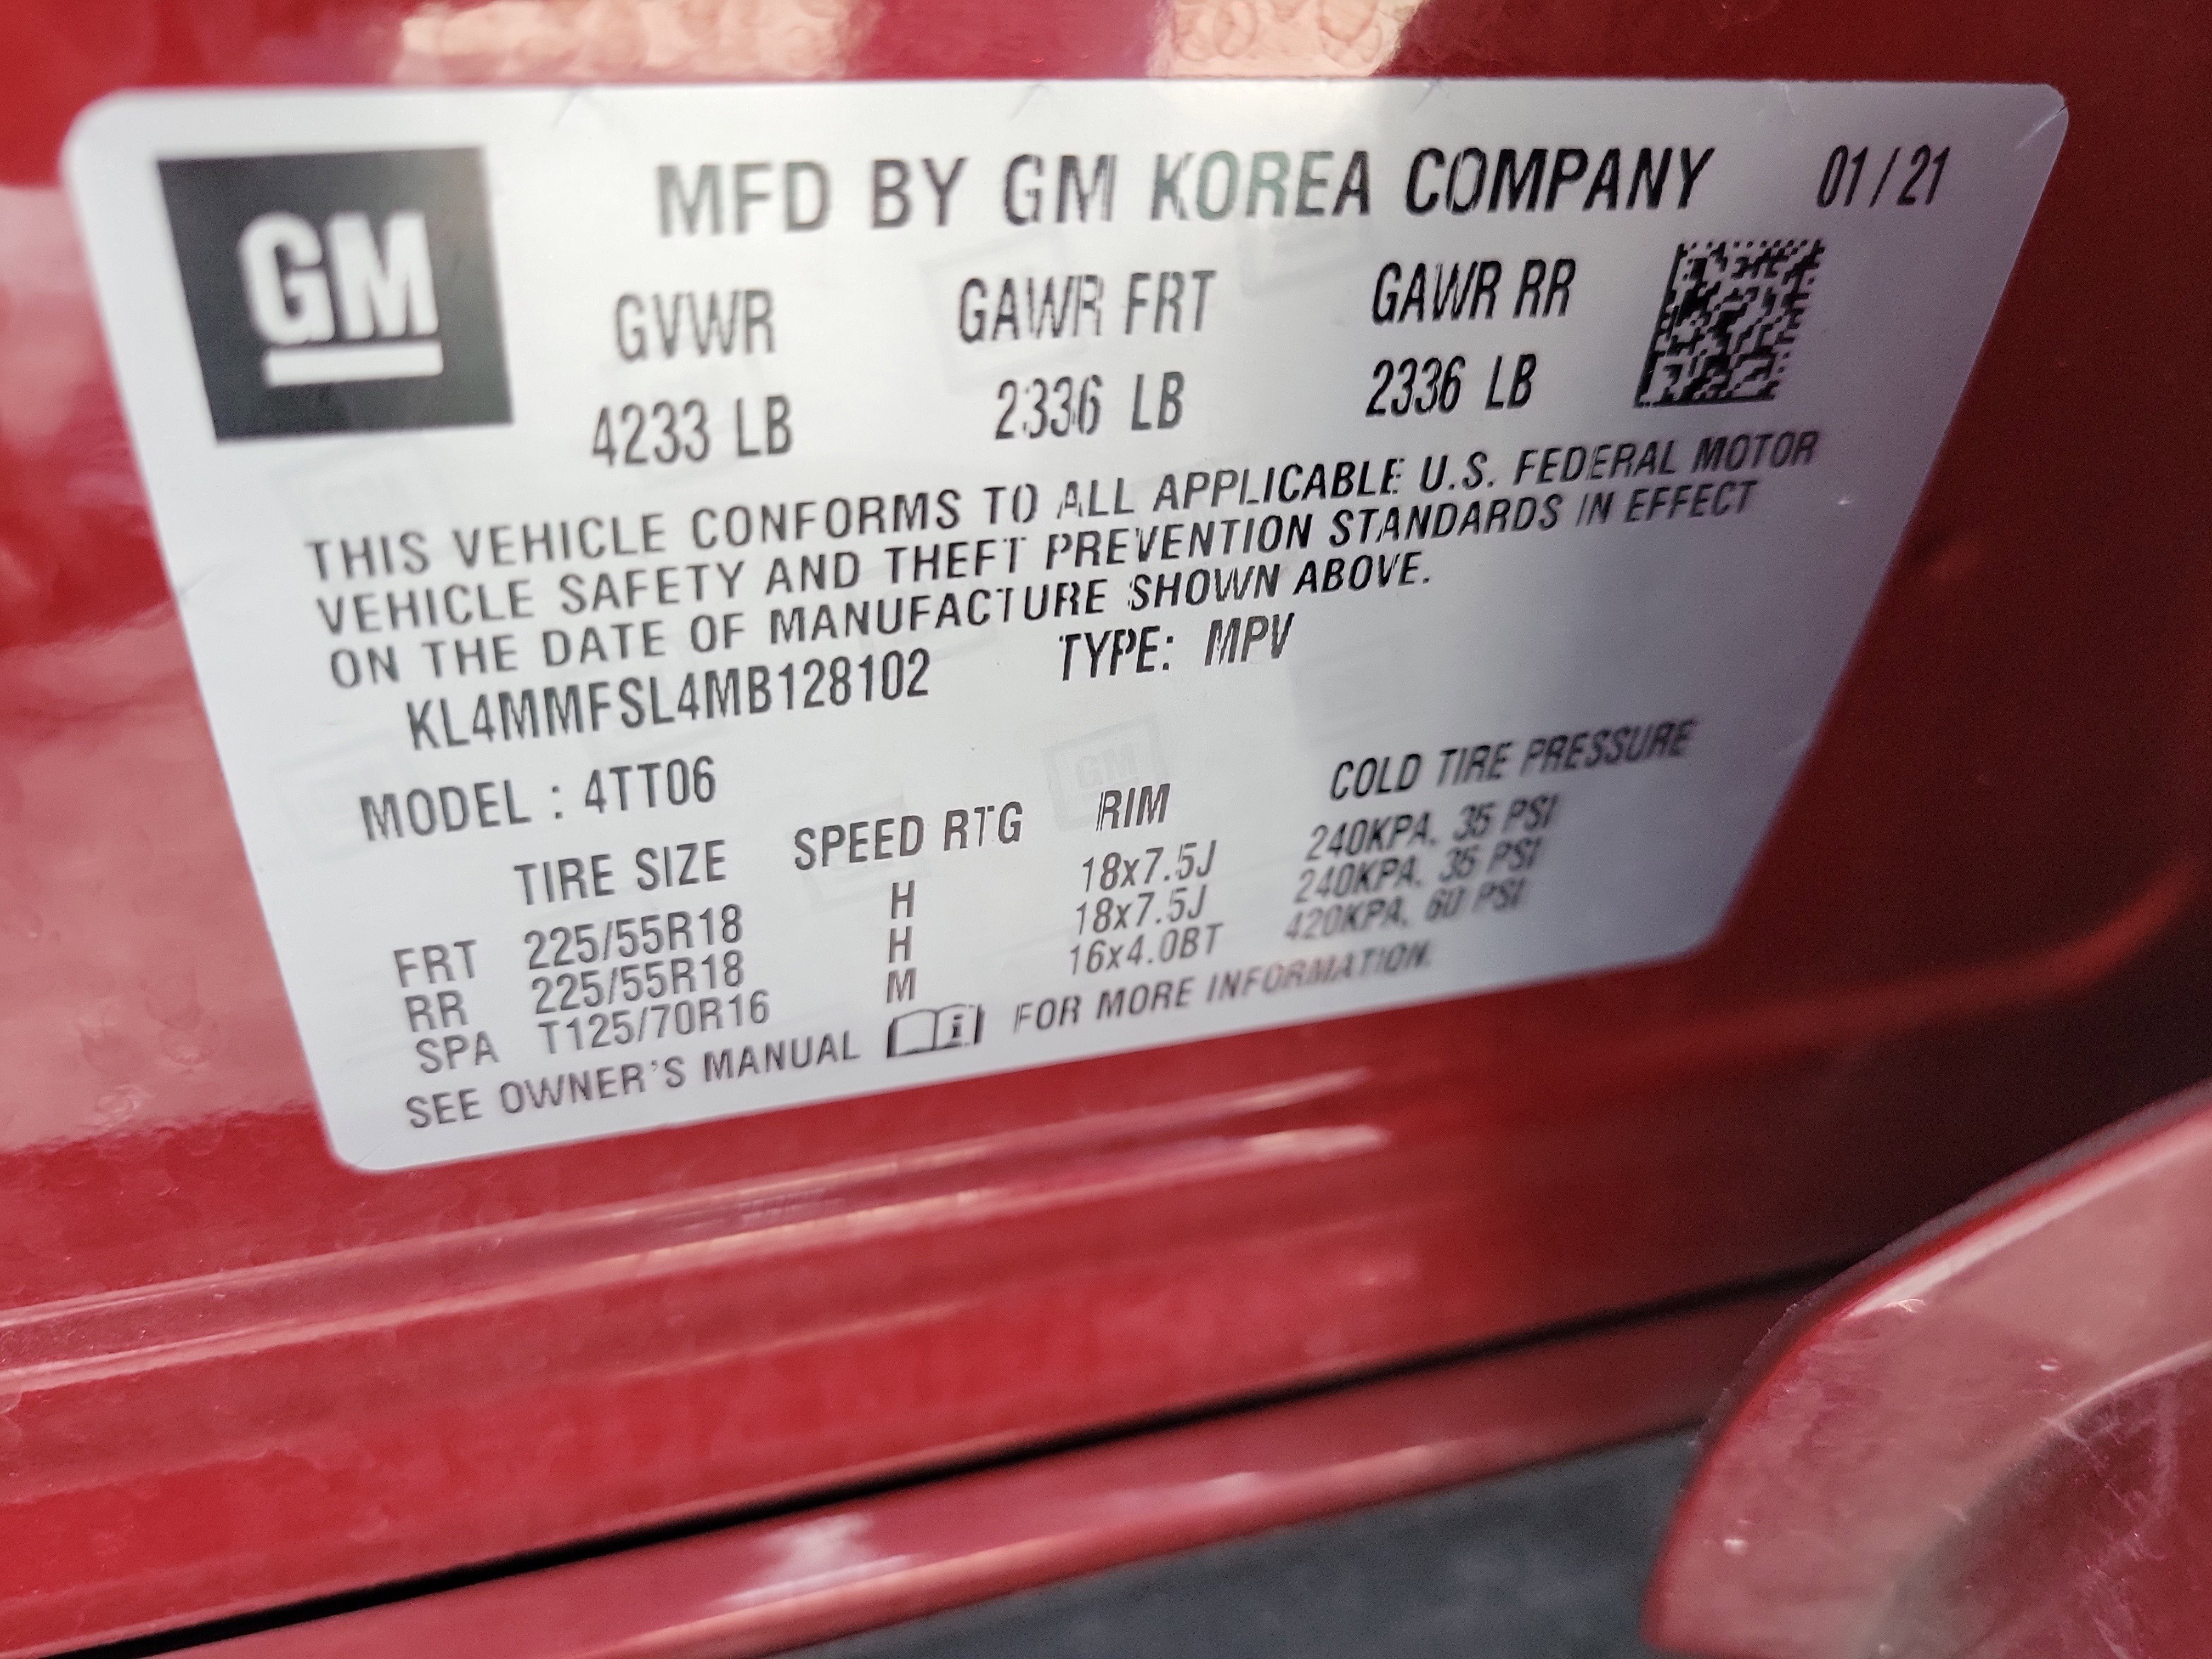 GM
MFD BY GM KOREA COMPANY 01/21
GVWR GAWR FRT GAWR RR
4233 LB 2336 LB 2336 LB
THIS VEHICLE CONFORMS TO ALL APPLICABLE U.S. FEDERAL MOTOR
VEHICLE SAFETY AND THEFT PREVENTION STANDARDS IN EFFECT
ON THE DATE OF MANUFACTURE SHOWN ABOVE.
KL4MMFSL4MB128102 TYPE: MPV
MODEL : 4TT06
TIRE SIZE SPEED RTG RIM COLD TIRE PRESSURE
FRT 225/55R18 H 18x7.5J 240KPA, 35 PSI
RR 225/55R18 H 18x7.5J 240KPA, 35 PSI
SPA T125/70R16 M 16x4.0BT 420KPA, 60 PSI
SEE OWNER'S MANUAL FOR MORE INFORMATION.